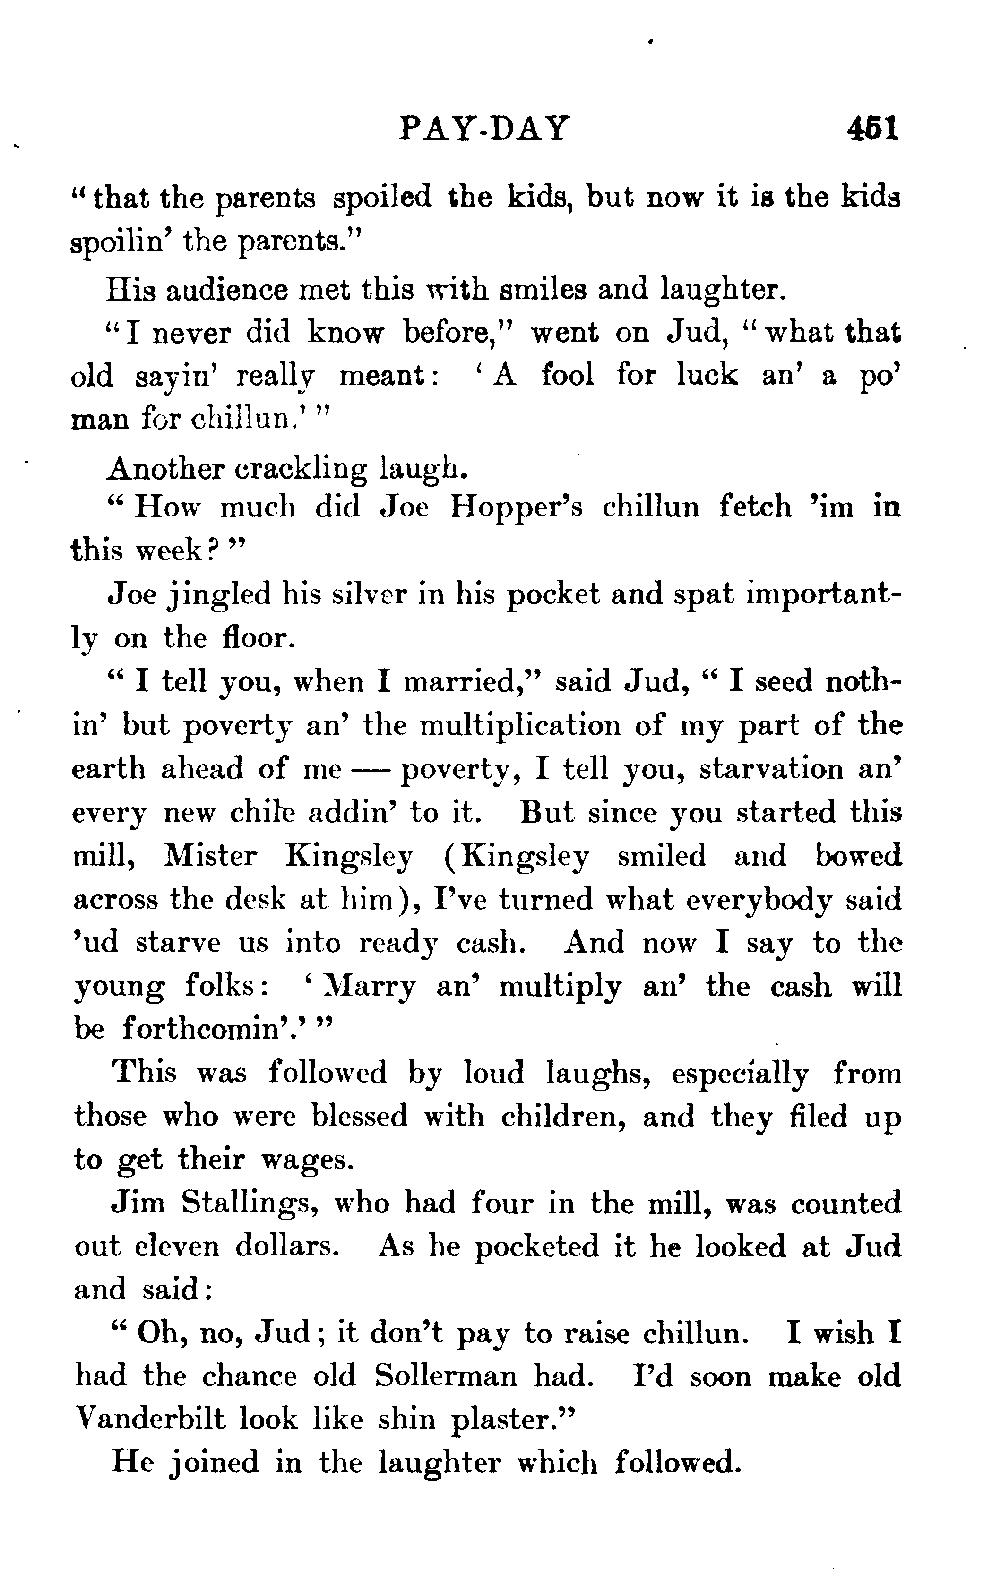 PAY-DAY 451
"that the parents spoiled the kids, but now it is the kids
spoilin' the parents."
His audience met this with smiles and laughter.
"I never did know before," went on Jud, "what that
old sayin' really meant: 'A fool for luck an' a po'
man for chillun.'"
Another crackling laugh.
"How much did Joe Hopper's chillun fetch 'im in
this week?"
Joe jingled his silver in his pocket and spat important-
ly on the floor.
"I tell you, when I married," said Jud, "I seed noth-
in' but poverty an' the multiplication of my part of the
earth ahead of me — poverty, I tell you, starvation an'
every new chile addin' to it. But since you started this
mill, Mister Kingsley (Kingsley smiled and bowed
across the desk at him), I've turned what everybody said
'ud starve us into ready cash. And now I say to the
young folks: 'Marry an' multiply an' the cash will
be forthcomin'.'"
This was followed by loud laughs, especially from
those who were blessed with children, and they filed up
to get their wages.
Jim Stallings, who had four in the mill, was counted
out eleven dollars. As he pocketed it he looked at Jud
and said:
"Oh, no, Jud; it don't pay to raise chillun. I wish I
had the chance old Sollerman had. I'd soon make old
Vanderbilt look like shin plaster."
He joined in the laughter which followed.